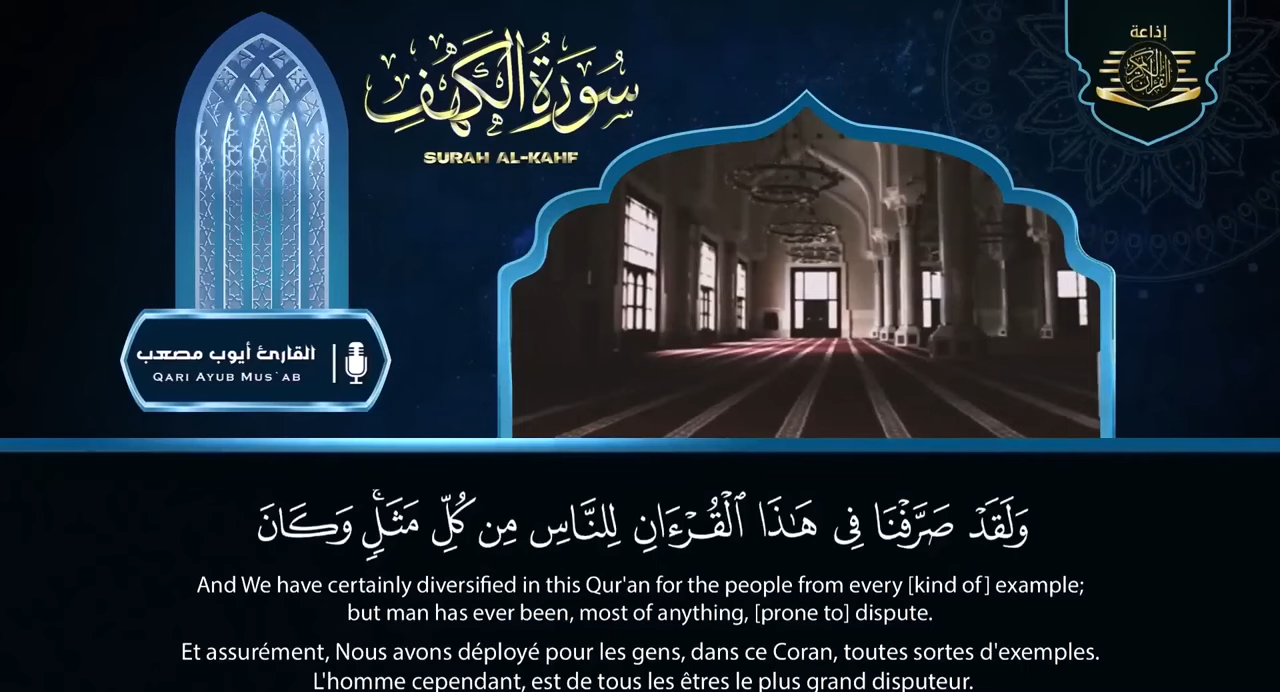 سُورَةُ الكَهْفِ
SURAH AL-KAHF
إذاعة
القرآن الكريم
القارئ أيوب مصعب
QARI AYUB MUS`AB
وَلَقَدْ صَرَّفْنَا فِى هَـٰذَا ٱلْقُرْءَانِ لِلنَّاسِ مِن كُلِّ مَثَلٍۢ ۚ وَكَانَ
And We have certainly diversified in this Qur'an for the people from every [kind of] example;
but man has ever been, most of anything, [prone to] dispute.
Et assurément, Nous avons déployé pour les gens, dans ce Coran, toutes sortes d'exemples.
L'homme cependant, est de tous les êtres le plus grand disputeur.